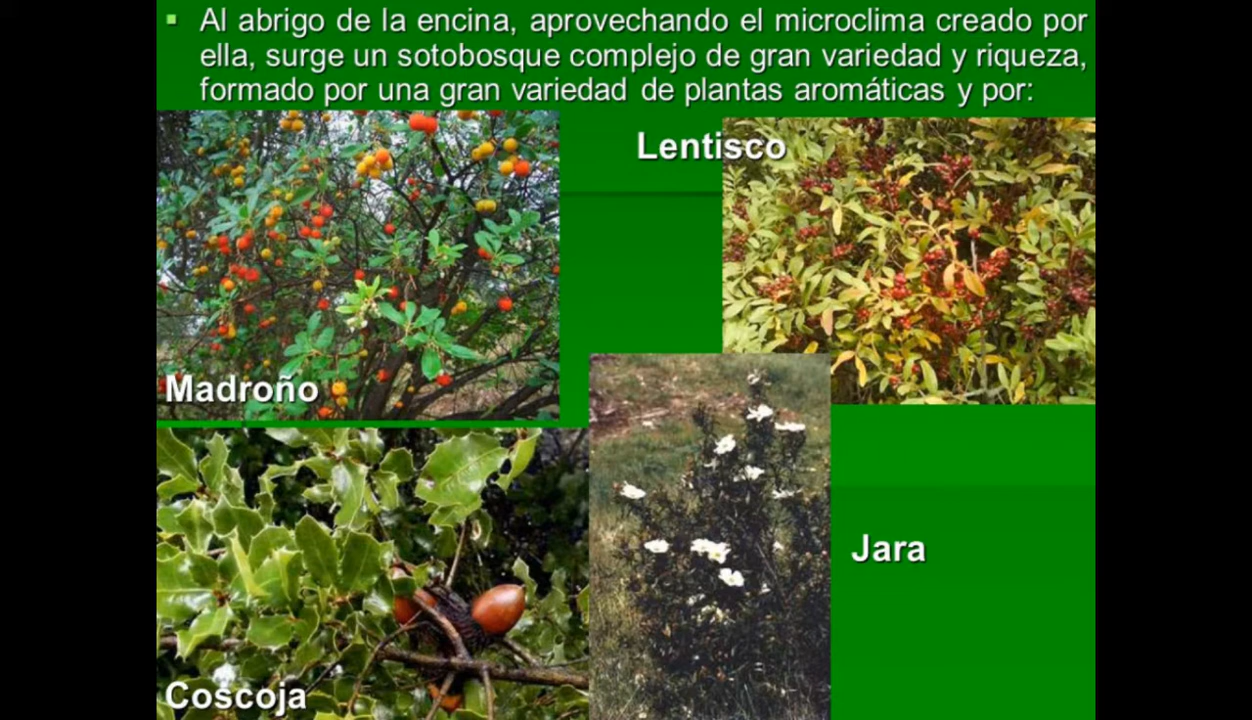 Al abrigo de la encina, aprovechando el microclima creado por
ella, surge un sotobosque complejo de gran variedad y riqueza,
formado por una gran variedad de plantas aromáticas y por:
Lentisco
Madroño
Jara
Coscoja